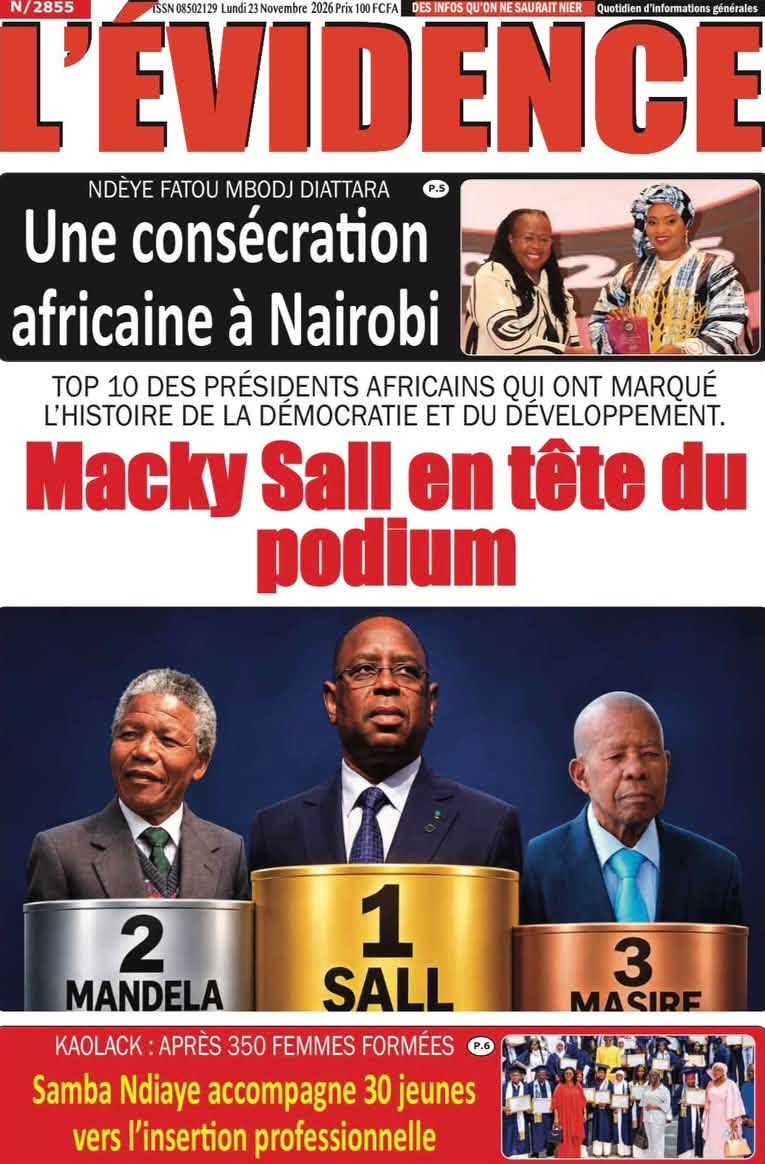 N/2855
ISSN 08502129 Lundi 23 Novembre 2026 Prix 100 FCFA
DES INFOS QU'ON NE SAURAIT NIER
Quotidien d'informations générales
L'ÉVIDENCE
NDÈYE FATOU MBODJ DIATTARA
P.5
Une consécration
africaine à Nairobi
TOP 10 DES PRÉSIDENTS AFRICAINS QUI ONT MARQUÉ
L'HISTOIRE DE LA DÉMOCRATIE ET DU DÉVELOPPEMENT.
Macky Sall en tête du
podium
2
MANDELA
1
SALL
3
MASIRE
KAOLACK : APRÈS 350 FEMMES FORMÉES
P.6
Samba Ndiaye accompagne 30 jeunes
vers l'insertion professionnelle